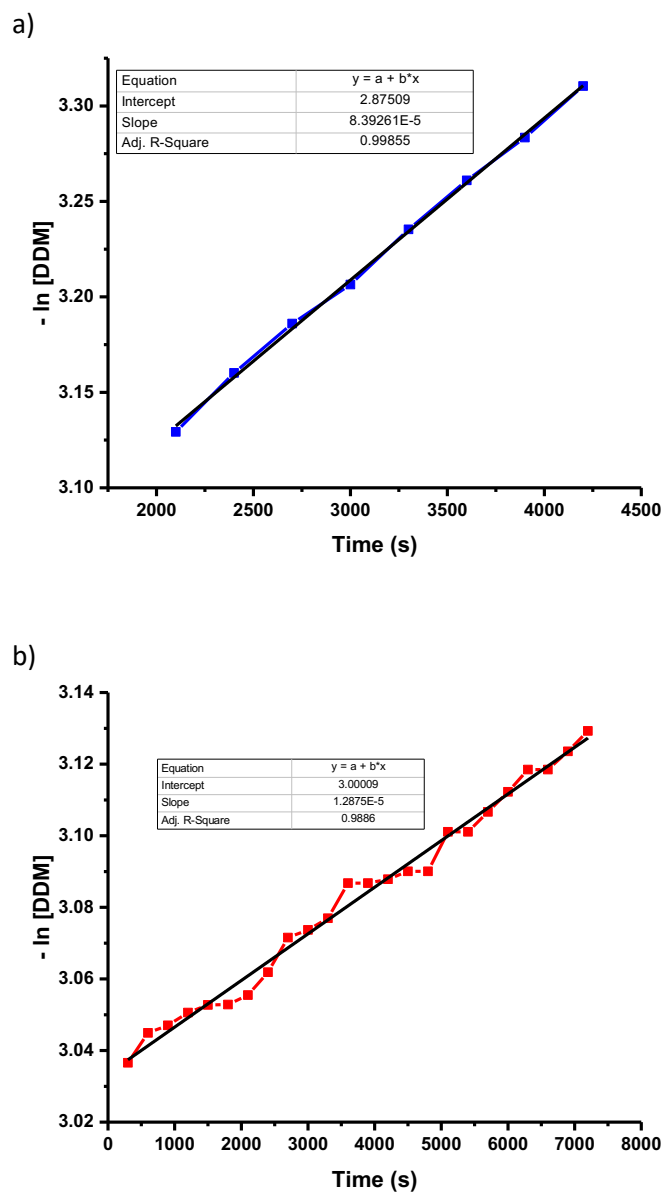 a)
3.30
3.25
3.20
3.15
3.10
- ln [DDM]
Equation y = a + b*x
Intercept 2.87509
Slope 8.39261E-5
Adj. R-Square 0.99855
2000 2500 3000 3500 4000 4500
Time (s)
b)
3.14
3.12
3.10
3.08
3.06
3.04
3.02
- ln [DDM]
Equation y = a + b*x
Intercept 3.00009
Slope 1.2875E-5
Adj. R-Square 0.9886
0 1000 2000 3000 4000 5000 6000 7000 8000
Time (s)